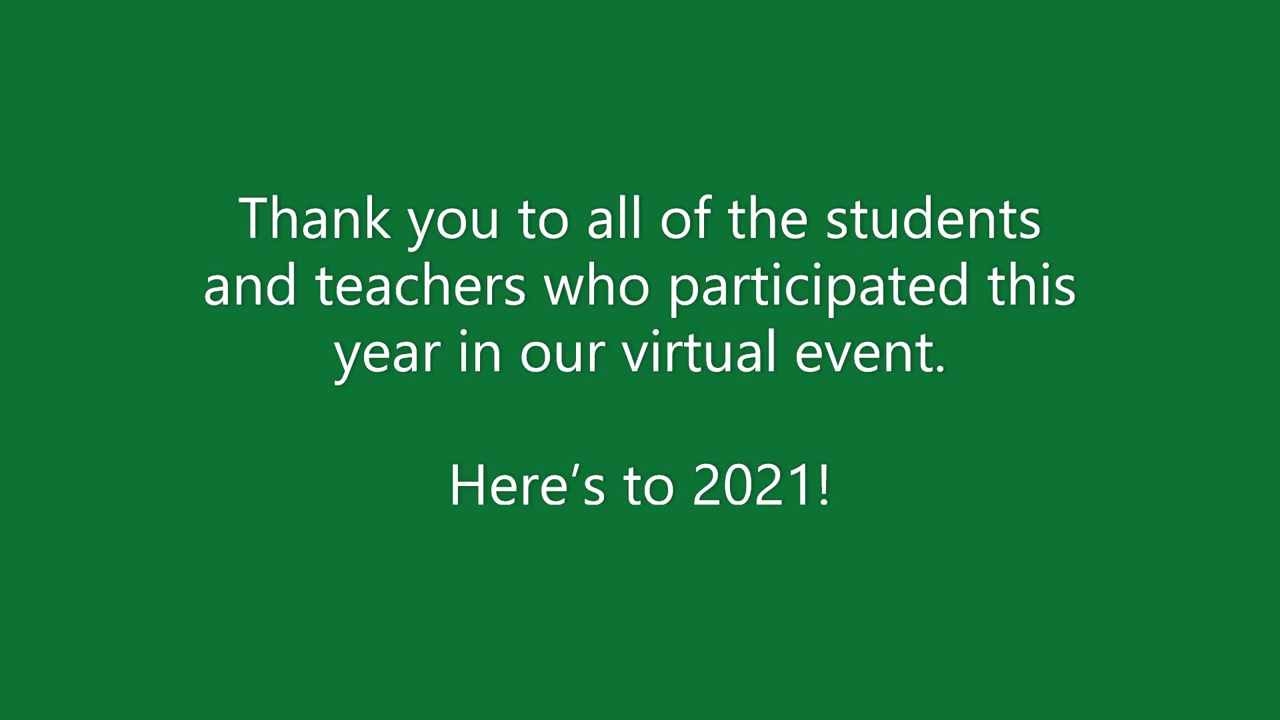 Thank you to all of the students
and teachers who participated this
year in our virtual event.
Here’s to 2021!